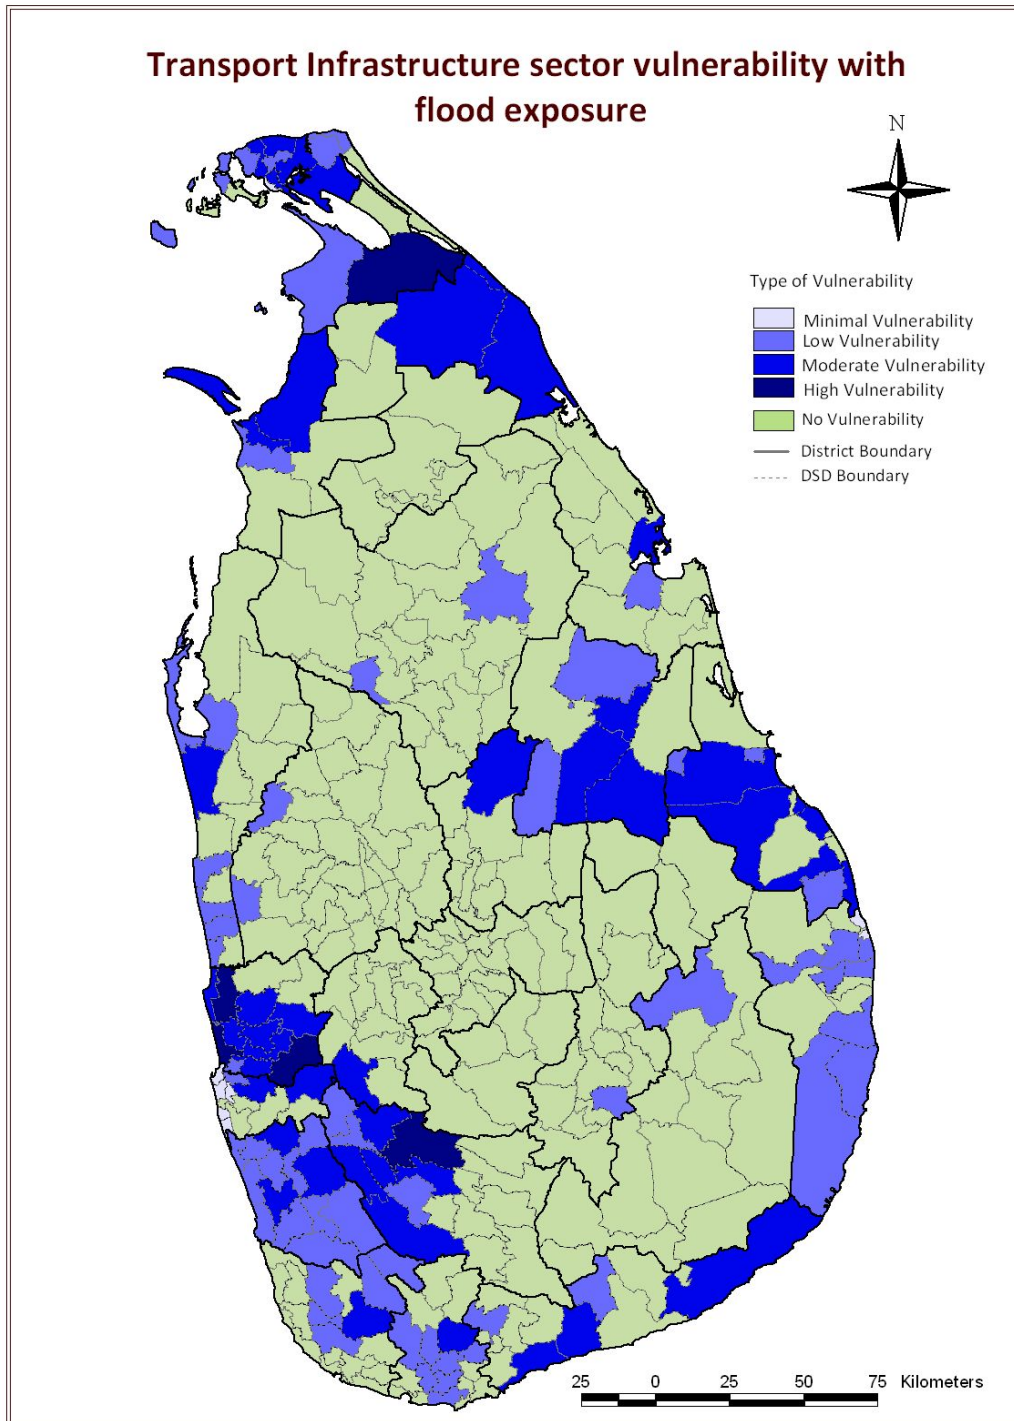 Transport Infrastructure sector vulnerability with
flood exposure
N
Type of Vulnerability
Minimal Vulnerability
Low Vulnerability
Moderate Vulnerability
High Vulnerability
No Vulnerability
District Boundary
DSD Boundary
25 0 25 50 75 Kilometers